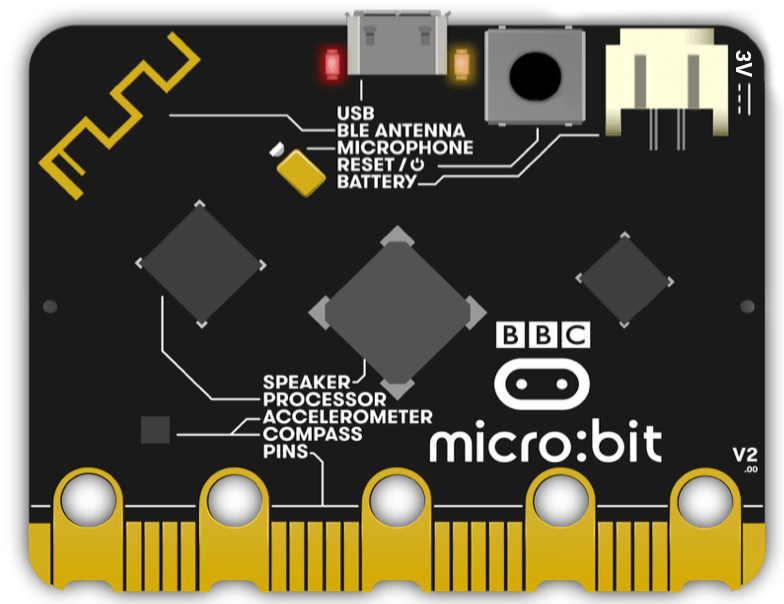 3V
USB
BLE ANTENNA
MICROPHONE
RESET / ⏻
BATTERY
BBC
SPEAKER
PROCESSOR
ACCELEROMETER
COMPASS
PINS
micro:bit
V2
.00